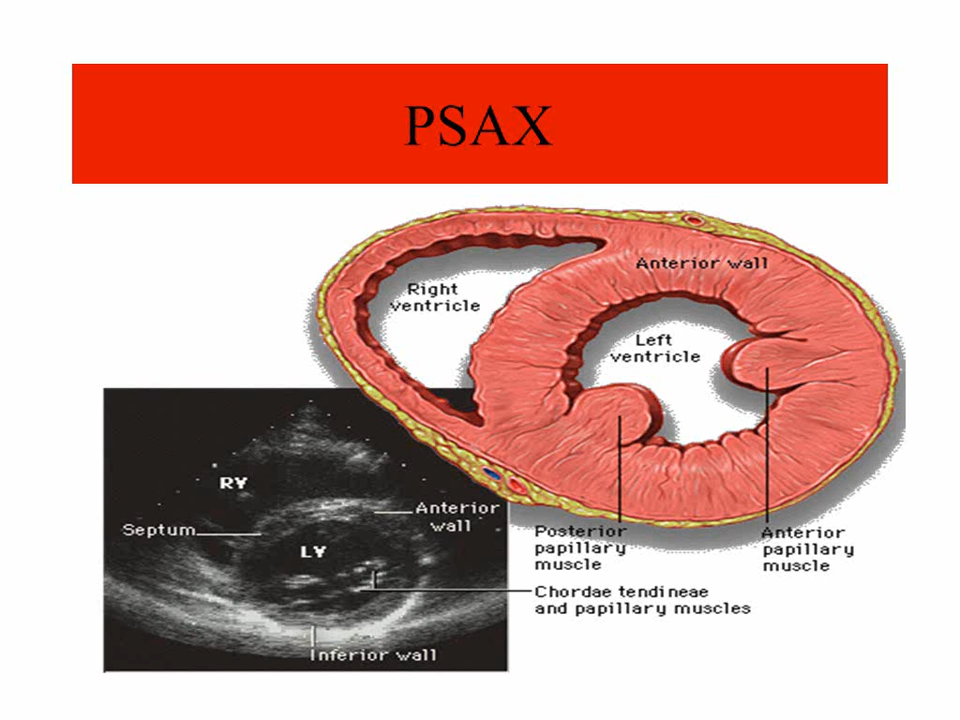 PSAX
Anterior wall
Right
ventricle
Left
ventricle
RV
Anterior
wall
Septum
LV
Posterior
papillary
muscle
Anterior
papillary
muscle
Chordae tendineae
and papillary muscles
Inferior wall